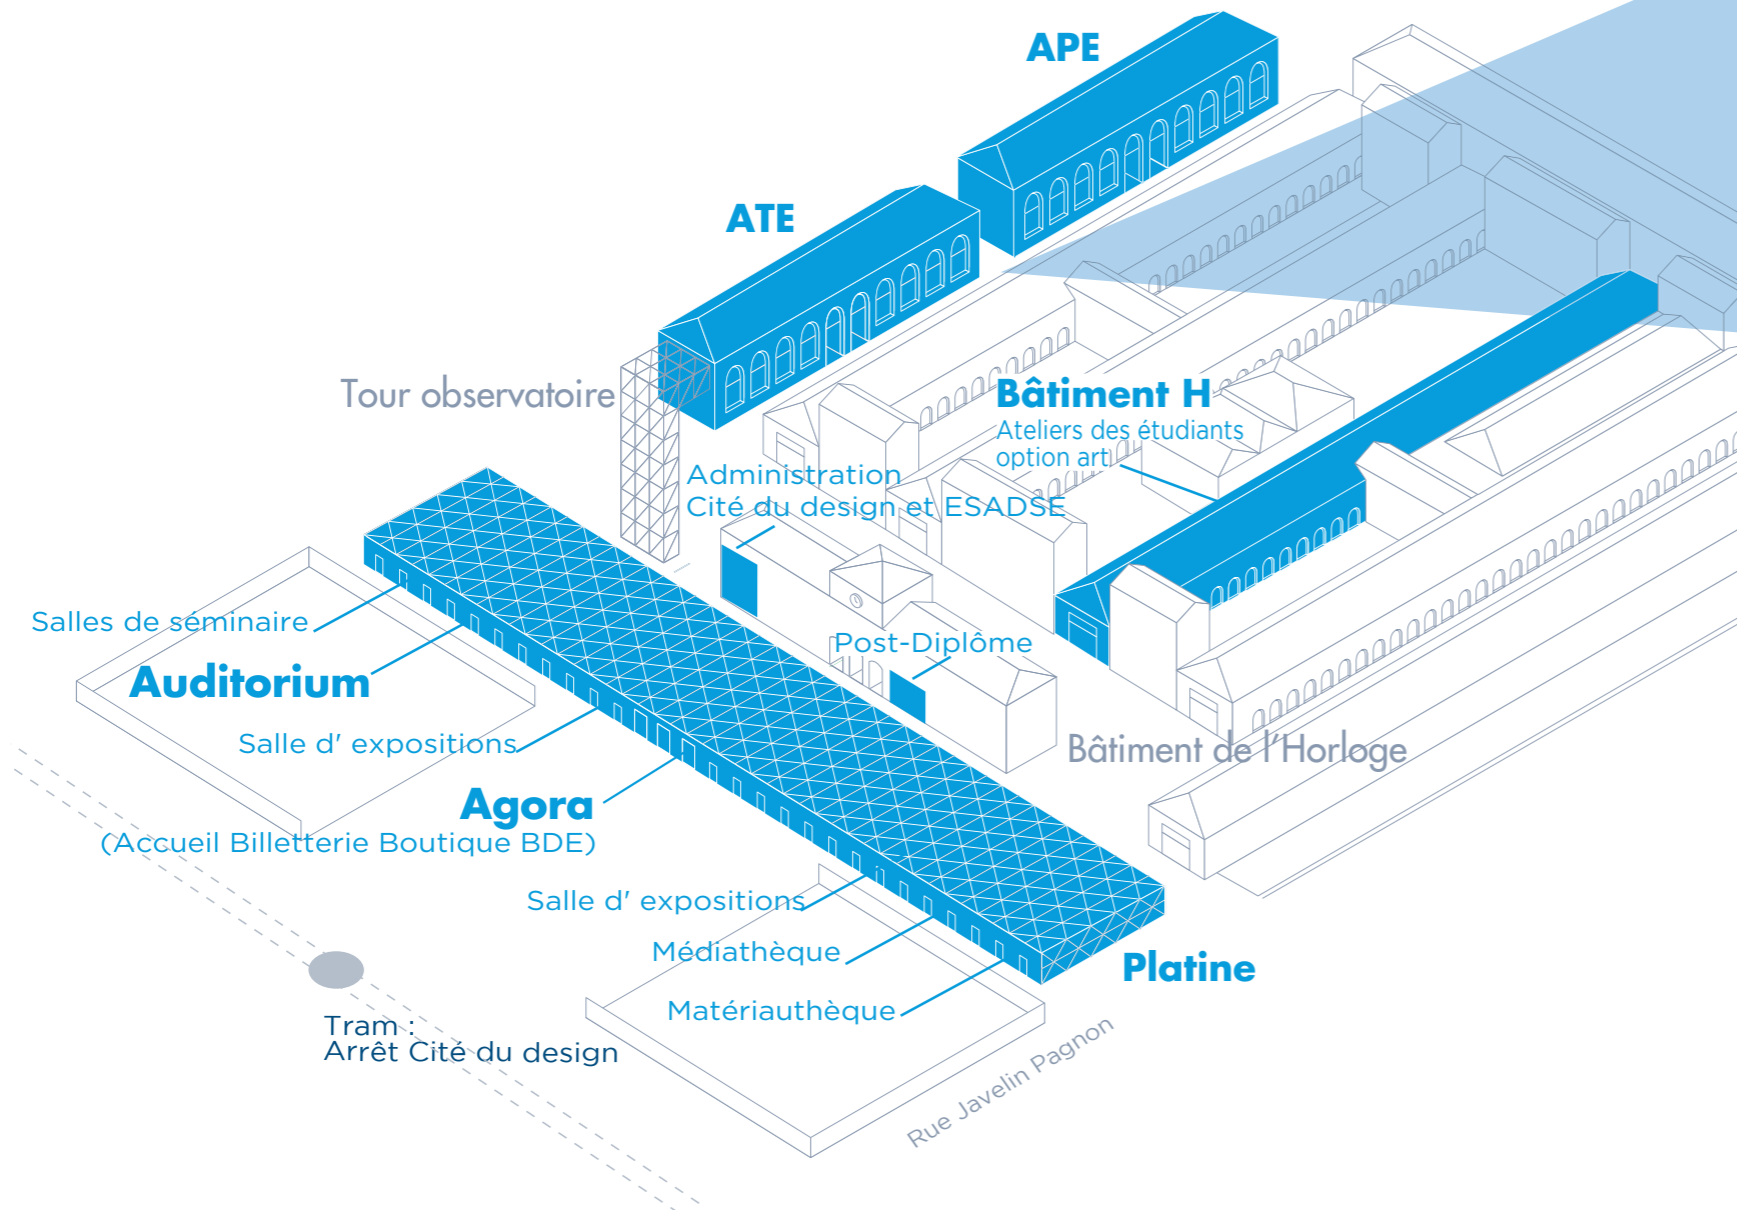 APE
ATE
Tour observatoire
Bâtiment H
Ateliers des étudiants
option art
Administration
Cité du design et ESADSE
Salles de séminaire
Post-Diplôme
Auditorium
Salle d' expositions
Bâtiment de l'Horloge
Agora
(Accueil Billetterie Boutique BDE)
Salle d' expositions
Médiathèque
Platine
Matèriauthèque
Tram :
Arrêt Cité du design
Rue Javelin Pagnon